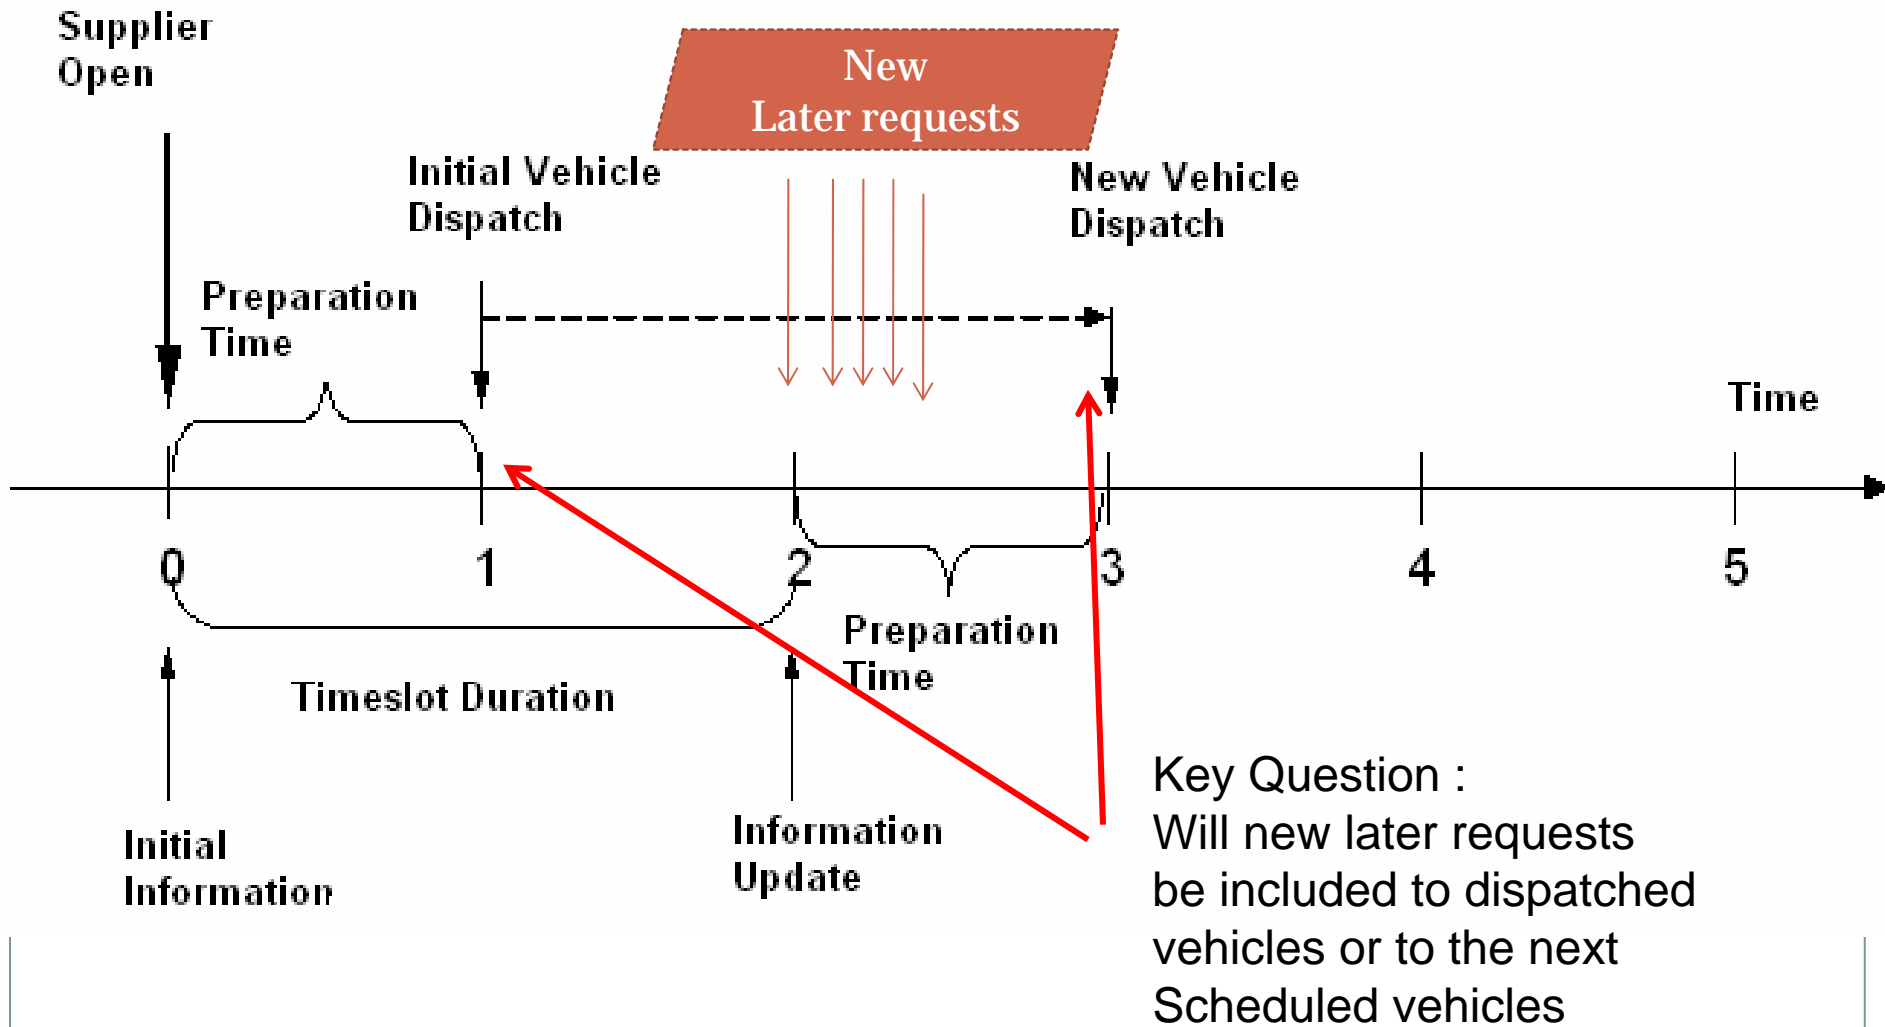 Supplier
Open
New
Later requests
Initial Vehicle
Dispatch
New Vehicle
Dispatch
Preparation
Time
Time
0
1
2
3
4
5
Preparation
Time
Timeslot Duration
Initial
Information
Information
Update
Key Question :
Will new later requests
be included to dispatched
vehicles or to the next
Scheduled vehicles